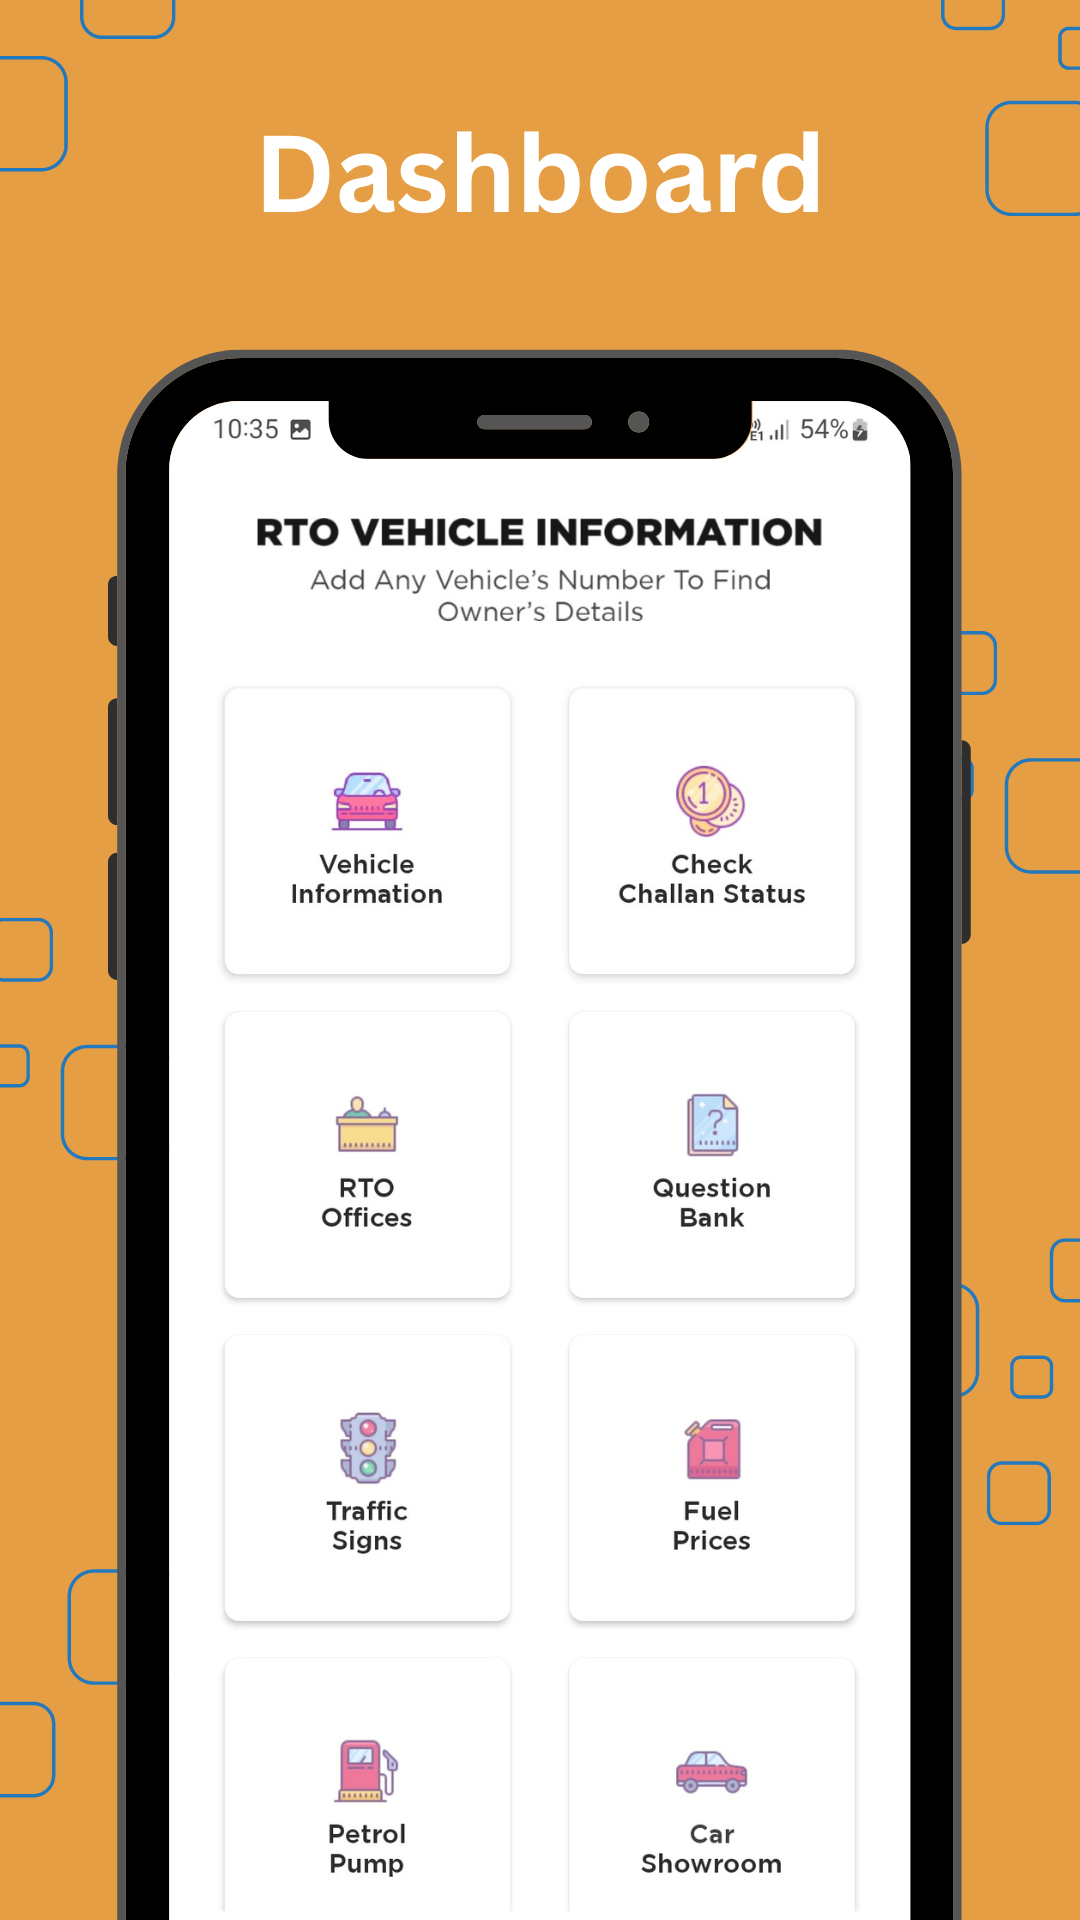 Dashboard
10:35
E1 54%
RTO VEHICLE INFORMATION
Add Any Vehicle's Number To Find
Owner's Details
1
Vehicle
Information
Check
Challan Status
?
RTO
Offices
Question
Bank
Traffic
Signs
Fuel
Prices
Petrol
Pump
Car
Showroom